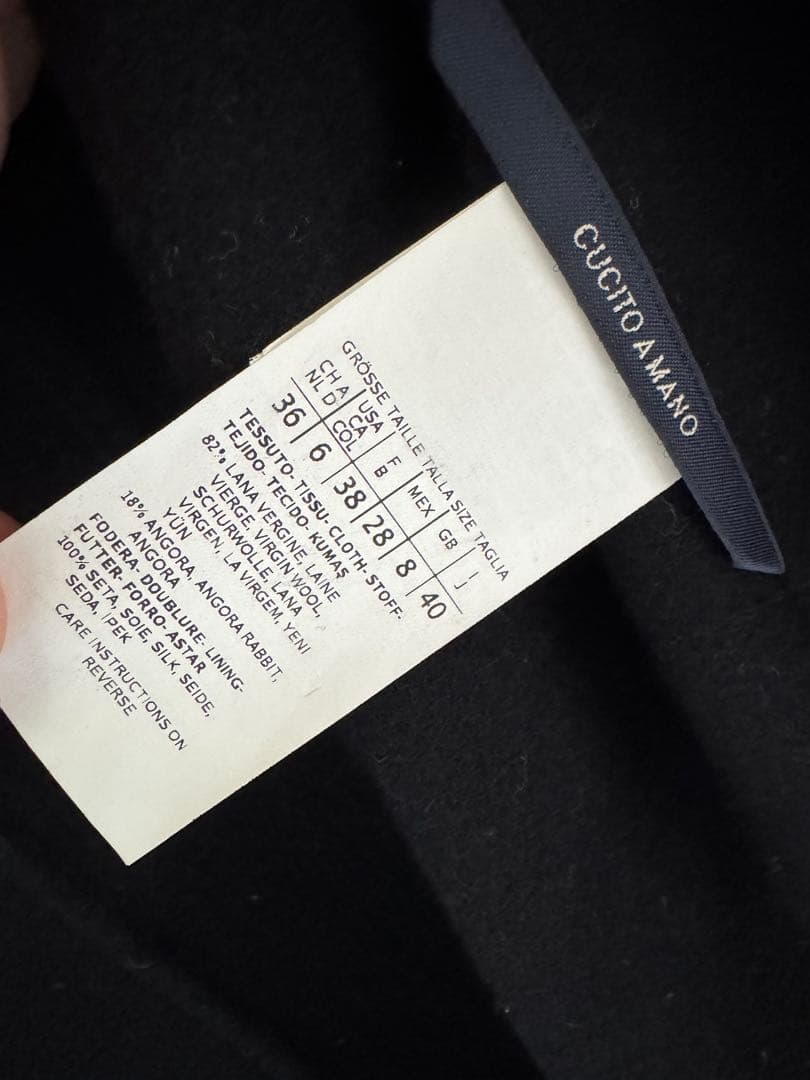 CUCITO A MANO
GRÖSSE TAILLE TALLA SIZE TAGLIA
CH A USA F MEX GB I
NL D CA B J
COL
36 6 38 28 8 40
TESSUTO- TISSU- CLOTH- STOFF-
TEJIDO- TECIDO- KUMAŞ
82% LANA VERGINE, LAINE
VIERGE, VIRGIN WOOL,
SCHURWOLLE, LANA
VIRGEN, LA VIRGEM, YENI
YÜN
18% ANGORA, ANGORA RABBIT,
ANGORA
FODERA- DOUBLURE- LINING-
FUTTER- FORRO- ASTAR
100% SETA, SOIE, SILK, SEIDE,
SEDA, IPEK
CARE INSTRUCTIONS ON
REVERSE